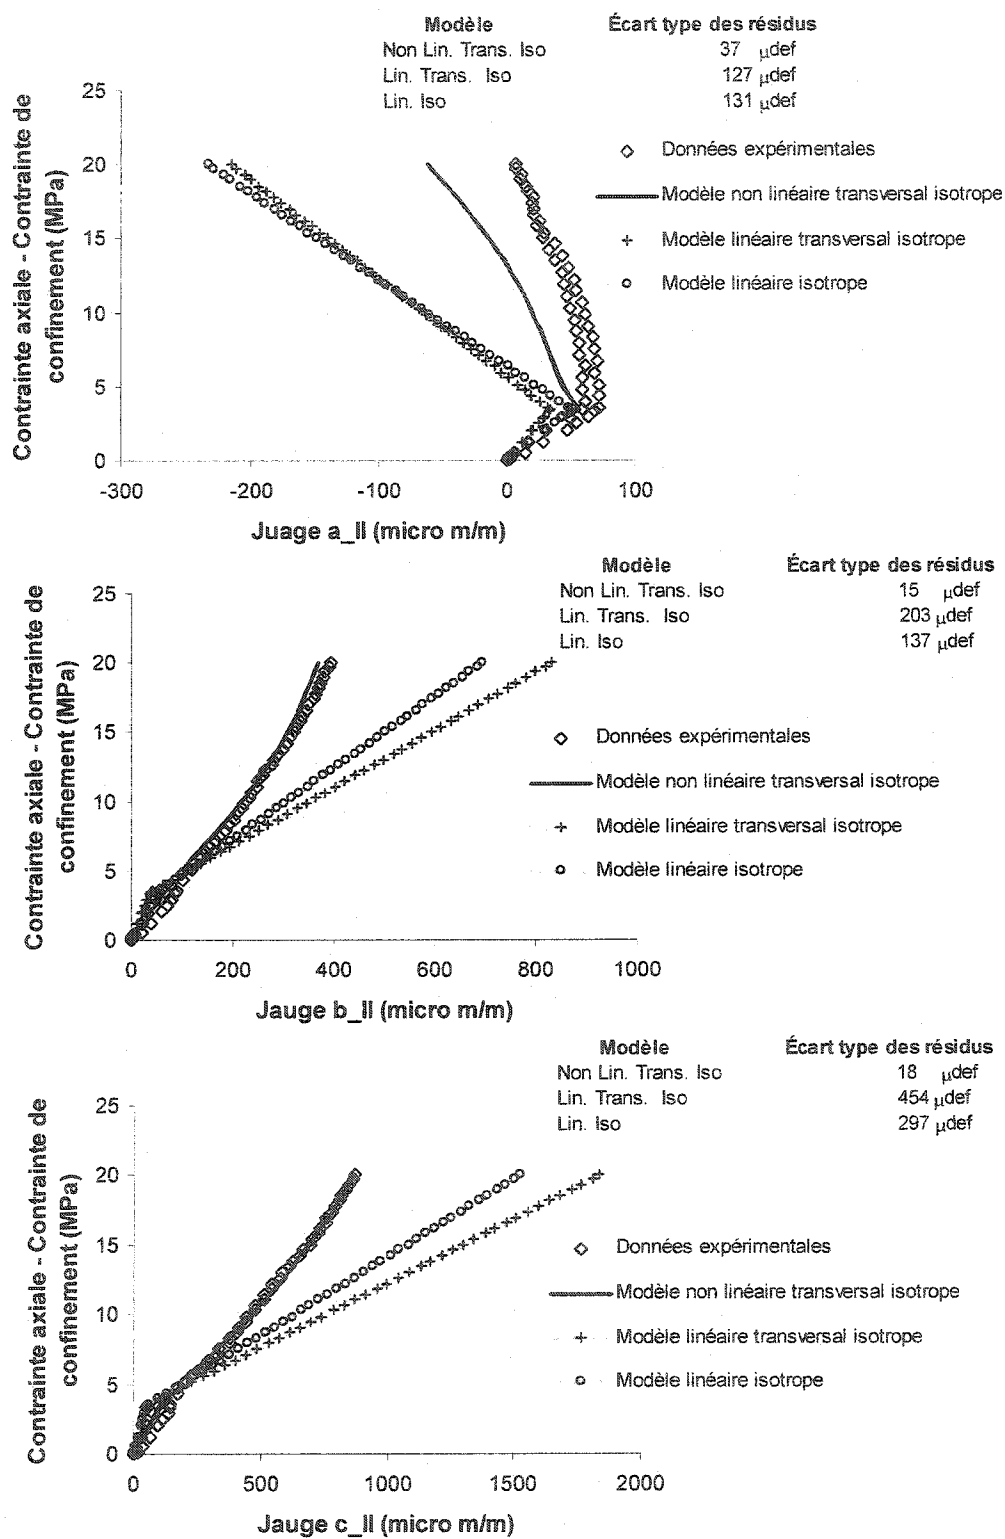 Modèle Écart type des résidus
Non Lin. Trans. Iso 37 μdef
Lin. Trans. Iso 127 μdef
Lin. Iso 131 μdef
Contrainte axiale - Contrainte de
confinement (MPa)
25
20
15
10
5
0
-300 -200 -100 0 100
Juage a_II (micro m/m)
Données expérimentales
Modèle non linéaire transversal isotrope
Modèle linéaire transversal isotrope
Modèle linéaire isotrope
Modèle Écart type des résidus
Non Lin. Trans. Iso 15 μdef
Lin. Trans. Iso 203 μdef
Lin. Iso 137 μdef
Contrainte axiale - Contrainte de
confinement (MPa)
25
20
15
10
5
0
0 200 400 600 800 1000
Jauge b_II (micro m/m)
Données expérimentales
Modèle non linéaire transversal isotrope
Modèle linéaire transversal isotrope
Modèle linéaire isotrope
Modèle Écart type des résidus
Non Lin. Trans. Iso 18 μdef
Lin. Trans. Iso 454 μdef
Lin. Iso 297 μdef
Contrainte axiale - Contrainte de
confinement (MPa)
25
20
15
10
5
0
0 500 1000 1500 2000
Jauge c_II (micro m/m)
Données expérimentales
Modèle non linéaire transversal isotrope
Modèle linéaire transversal isotrope
Modèle linéaire isotrope